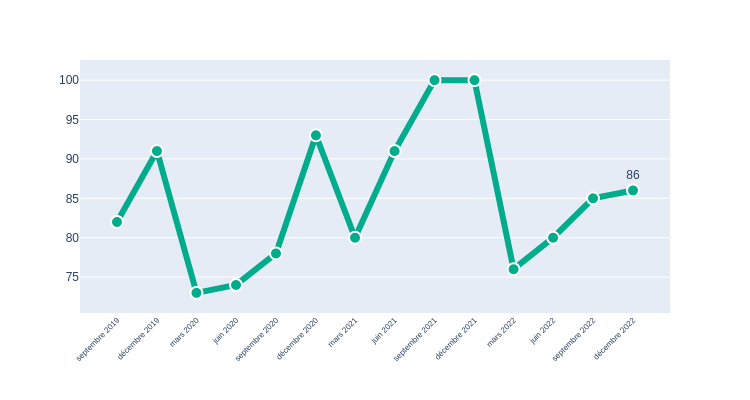 100
95
90
85
80
75
86
septembre 2019
décembre 2019
mars 2020
juin 2020
septembre 2020
décembre 2020
mars 2021
juin 2021
septembre 2021
décembre 2021
mars 2022
juin 2022
septembre 2022
décembre 2022